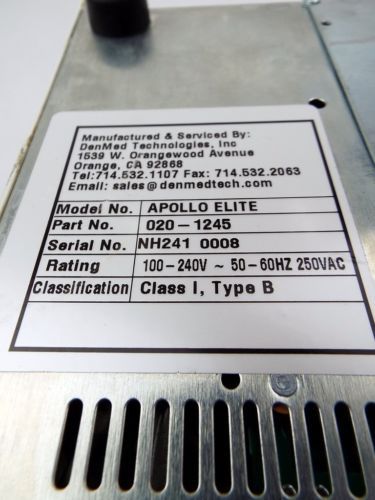 Manufactured & Serviced By:
DenMed Technologies, Inc
1539 W. Orangewood Avenue
Orange, CA 92868
Tel:714.532.1107 Fax: 714.532.2063
Email: sales@denmedtech.com
Model No. APOLLO ELITE
Part No. 020-1245
Serial No. NH241 0008
Rating 100-240V ~ 50-60HZ 250VAC
Classification Class I, Type B